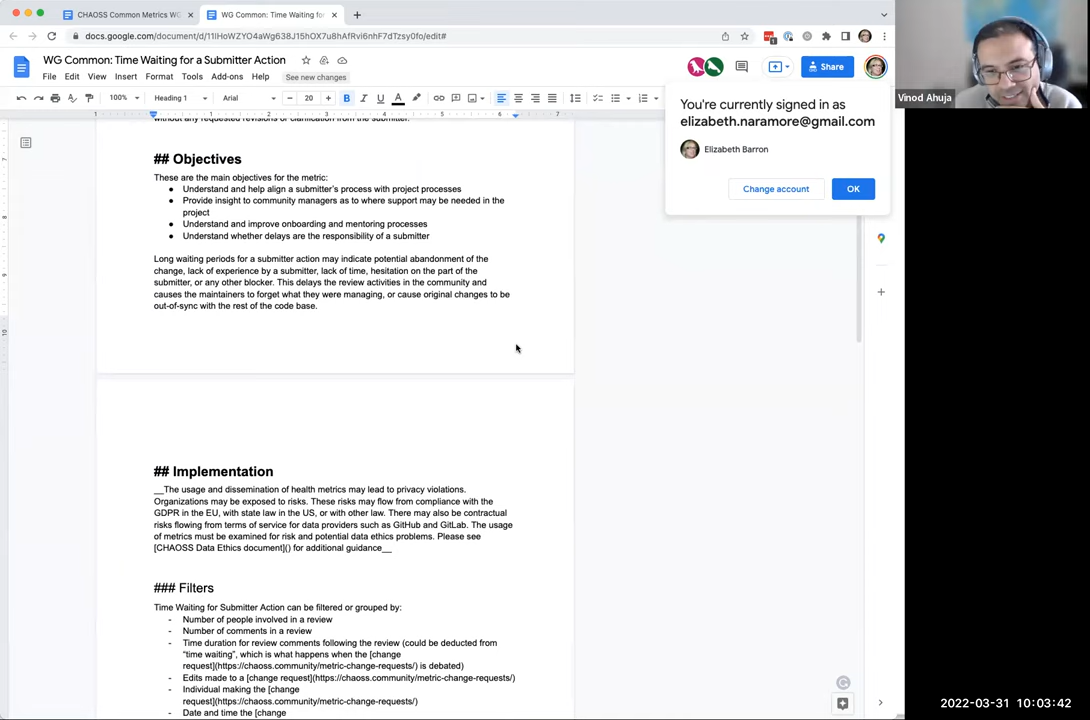 CHAOSS Common Metrics WG
WG Common: Time Waiting for
docs.google.com/document/d/11IHoWZYO4aWg638J15hOX7u8hAfRvi6nhF7dTzsy0fo/edit#
WG Common: Time Waiting for a Submitter Action
File Edit View Insert Format Tools Add-ons Help See new changes
Share
100% Heading 1 Arial 20
You're currently signed in as
elizabeth.naramore@gmail.com
Elizabeth Barron
Change account OK
Vinod Ahuja
without any requested revisions or clarification from the submitter.
## Objectives
These are the main objectives for the metric:
● Understand and help align a submitter's process with project processes
● Provide insight to community managers as to where support may be needed in the
project
● Understand and improve onboarding and mentoring processes
● Understand whether delays are the responsibility of a submitter
Long waiting periods for a submitter action may indicate potential abandonment of the
change, lack of experience by a submitter, lack of time, hesitation on the part of the
submitter, or any other blocker. This delays the review activities in the community and
causes the maintainers to forget what they were managing, or cause original changes to be
out-of-sync with the rest of the code base.
## Implementation
__The usage and dissemination of health metrics may lead to privacy violations.
Organizations may be exposed to risks. These risks may flow from compliance with the
GDPR in the EU, with state law in the US, or with other law. There may also be contractual
risks flowing from terms of service for data providers such as GitHub and GitLab. The usage
of metrics must be examined for risk and potential data ethics problems. Please see
[CHAOSS Data Ethics document]() for additional guidance__
### Filters
Time Waiting for Submitter Action can be filtered or grouped by:
- Number of people involved in a review
- Number of comments in a review
- Time duration for review comments following the review (could be deducted from
"time waiting", which is what happens when the [change
request](https://chaoss.community/metric-change-requests/) is debated)
- Edits made to a [change request](https://chaoss.community/metric-change-requests/)
- Individual making the [change
request](https://chaoss.community/metric-change-requests/)
- Date and time the [change
2022-03-31 10:03:42